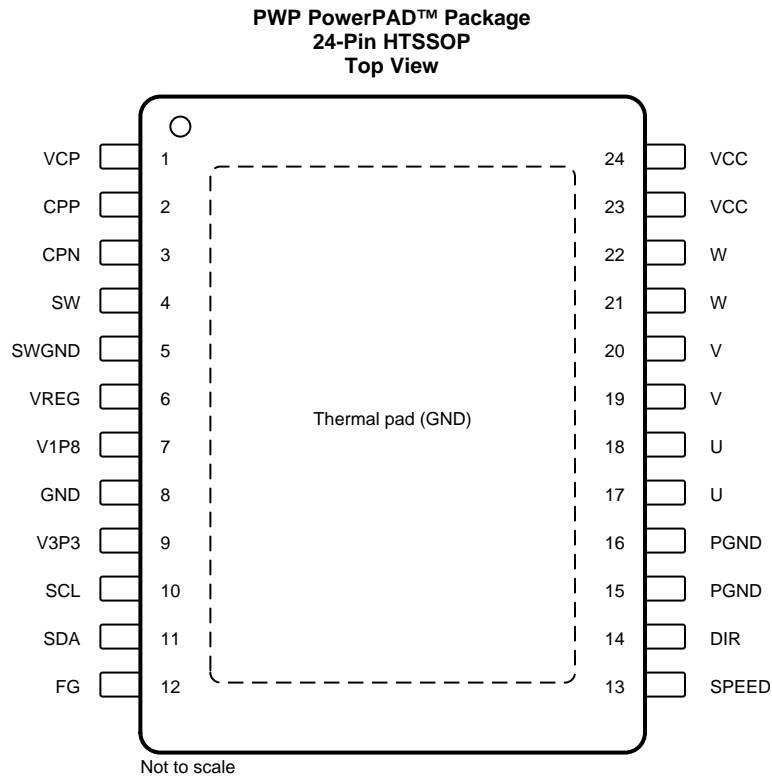 PWP PowerPAD™ Package
24-Pin HTSSOP
Top View
VCP 1 24 VCC
CPP 2 23 VCC
CPN 3 22 W
SW 4 21 W
SWGND 5 20 V
VREG 6 19 V
Thermal pad (GND)
V1P8 7 18 U
GND 8 17 U
V3P3 9 16 PGND
SCL 10 15 PGND
SDA 11 14 DIR
FG 12 13 SPEED
Not to scale